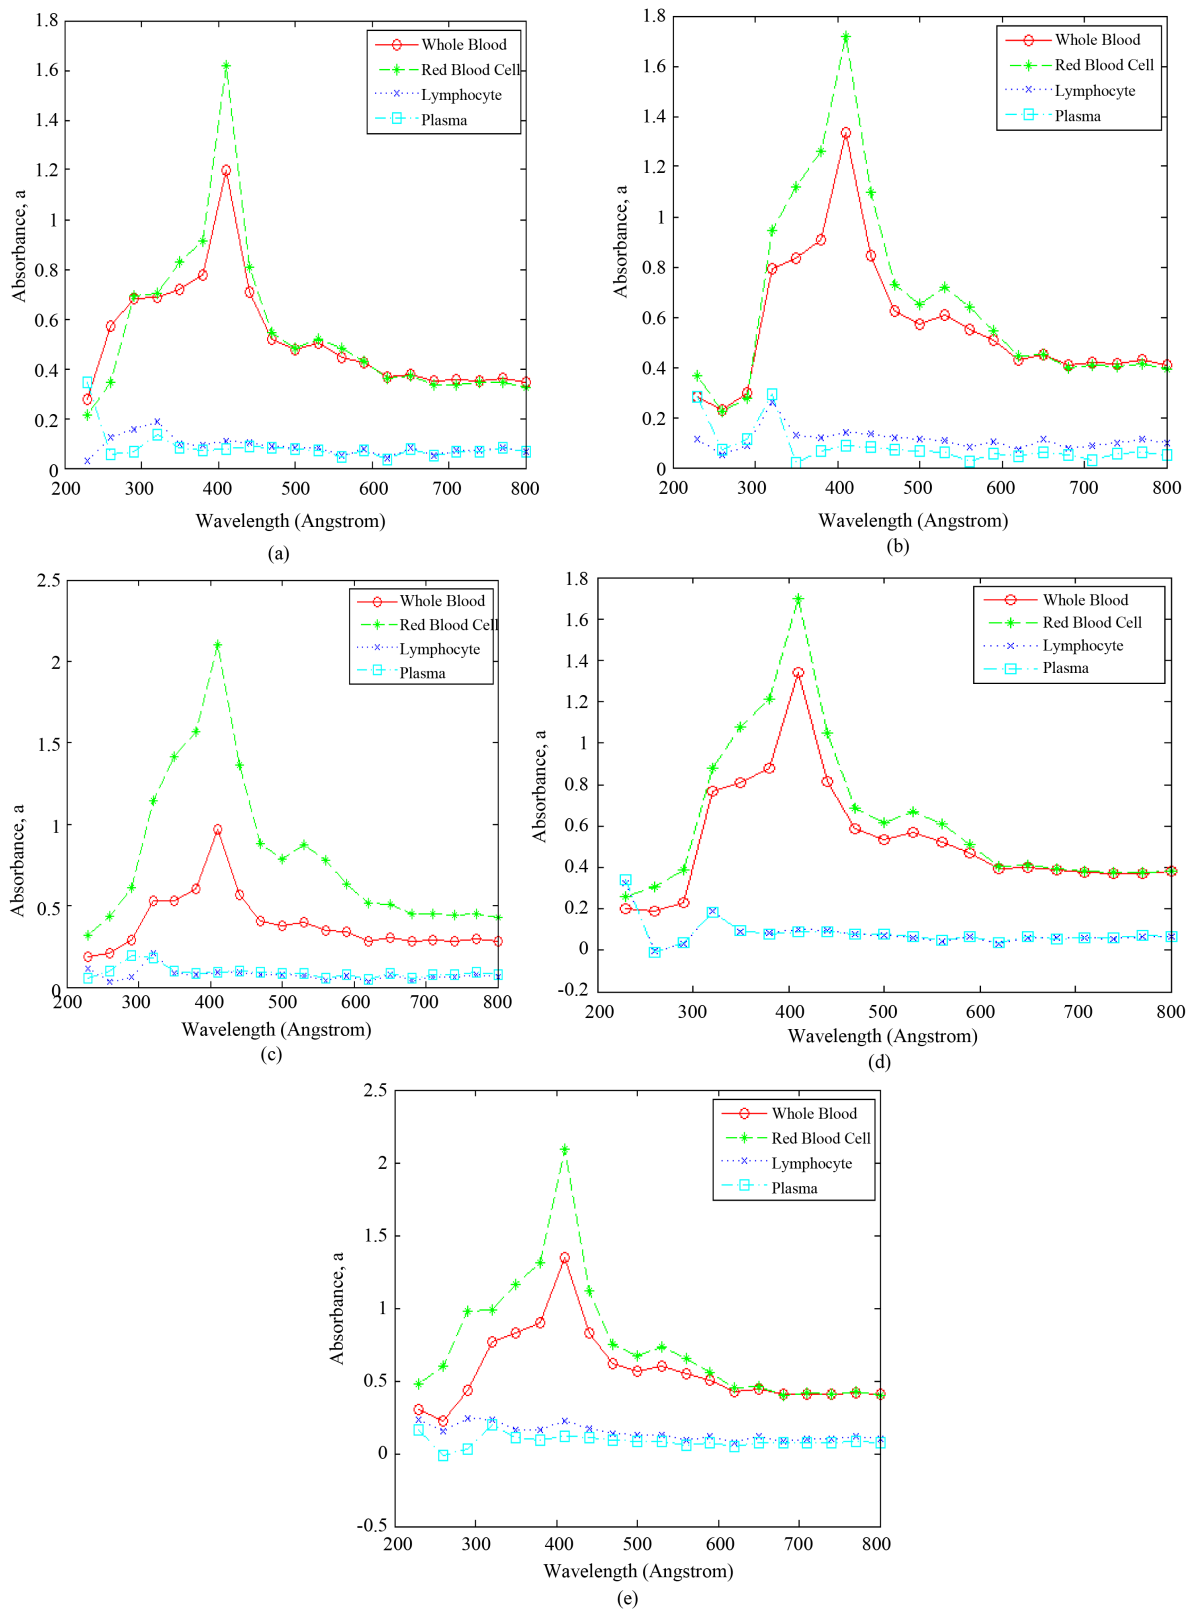 1.8
1.6
1.4
1.2
1
0.8
0.6
0.4
0.2
0
200 300 400 500 600 700 800
Absorbance, a
Wavelength (Angstrom)
Whole Blood
Red Blood Cell
Lymphocyte
Plasma
(a)
1.8
1.6
1.4
1.2
1
0.8
0.6
0.4
0.2
0
200 300 400 500 600 700 800
Absorbance, a
Wavelength (Angstrom)
Whole Blood
Red Blood Cell
Lymphocyte
Plasma
(b)
2.5
2
1.5
1
0.5
0
200 300 400 500 600 700 800
Absorbance, a
Wavelength (Angstrom)
Whole Blood
Red Blood Cell
Lymphocyte
Plasma
(c)
1.8
1.6
1.4
1.2
1
0.8
0.6
0.4
0.2
0
-0.2
200 300 400 500 600 700 800
Absorbance, a
Wavelength (Angstrom)
Whole Blood
Red Blood Cell
Lymphocyte
Plasma
(d)
2.5
2
1.5
1
0.5
0
-0.5
200 300 400 500 600 700 800
Absorbance, a
Wavelength (Angstrom)
Whole Blood
Red Blood Cell
Lymphocyte
Plasma
(e)